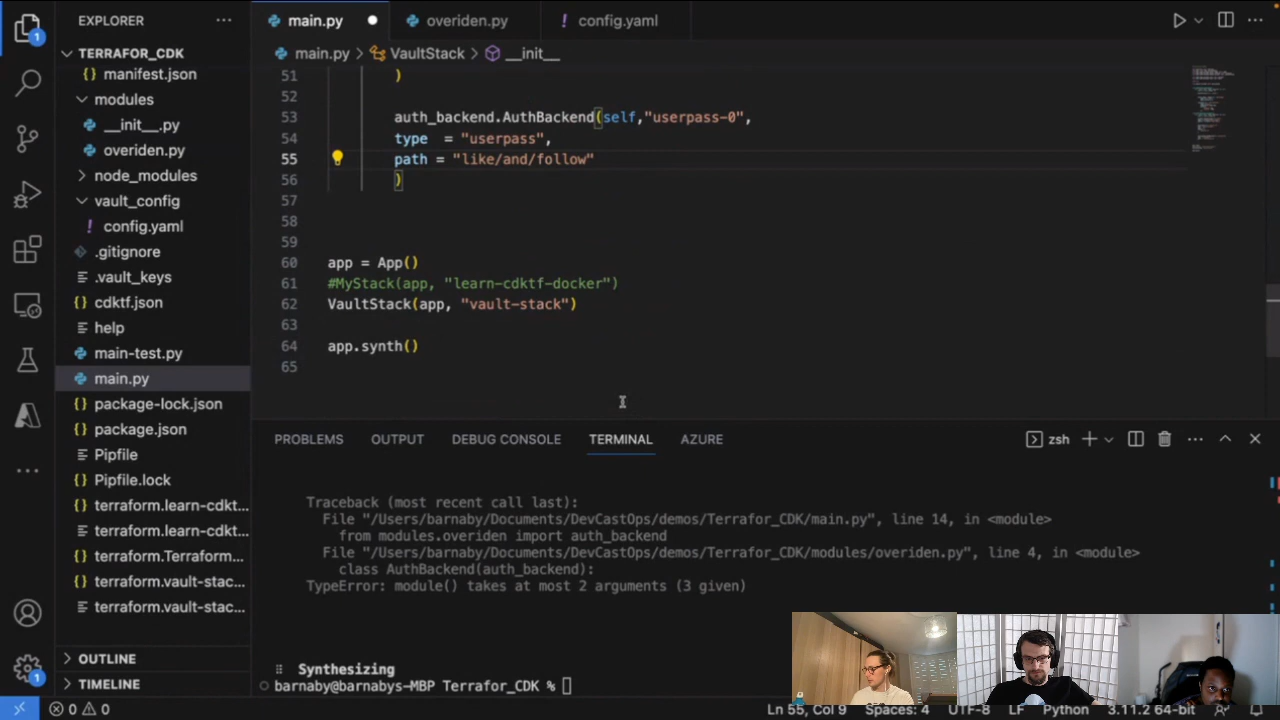 EXPLORER
main.py
overiden.py
! config.yaml
1
TERRAFOR_CDK
main.py > VaultStack > __init__
{} manifest.json
modules
__init__.py
overiden.py
node_modules
vault_config
! config.yaml
.gitignore
.vault_keys
{} cdktf.json
help
main-test.py
main.py
{} package-lock.json
{} package.json
Pipfile
{} Pipfile.lock
{} terraform.learn-cdkt...
terraform.learn-cdkt...
{} terraform.Terraform...
{} terraform.vault-stac...
terraform.vault-stac...
OUTLINE
TIMELINE
1
51 )
52
53 auth_backend.AuthBackend(self,"userpass-0",
54 type = "userpass",
55 path = "like/and/follow"
56 )
57
58
59
60 app = App()
61 #MyStack(app, "learn-cdktf-docker")
62 VaultStack(app, "vault-stack")
63
64 app.synth()
65
PROBLEMS OUTPUT DEBUG CONSOLE TERMINAL AZURE
zsh
Traceback (most recent call last):
File "/Users/barnaby/Documents/DevCastOps/demos/Terrafor_CDK/main.py", line 14, in <module>
from modules.overiden import auth_backend
File "/Users/barnaby/Documents/DevCastOps/demos/Terrafor_CDK/modules/overiden.py", line 4, in <module>
class AuthBackend(auth_backend):
TypeError: module() takes at most 2 arguments (3 given)
Synthesizing
barnaby@barnabys-MBP Terrafor_CDK %
0 0 Ln 55, Col 9 Spaces: 4 UTF-8 LF Python 3.11.2 64-bit